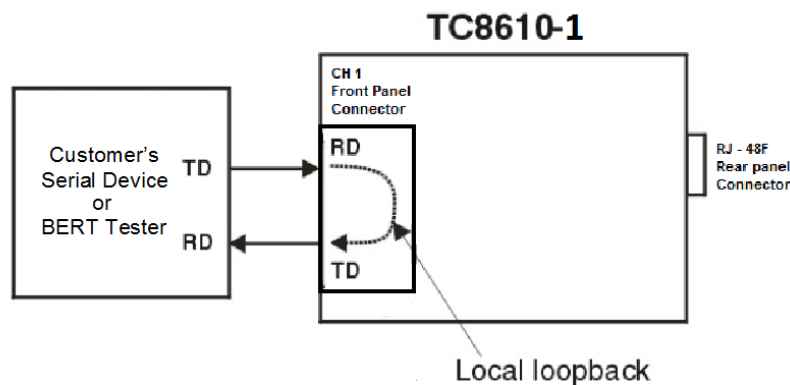 TC8610-1
CH 1
Front Panel
Connector
Customer's
Serial Device
or
BERT Tester
TD
RD
RD
TD
RJ - 48F
Rear panel
Connector
Local loopback